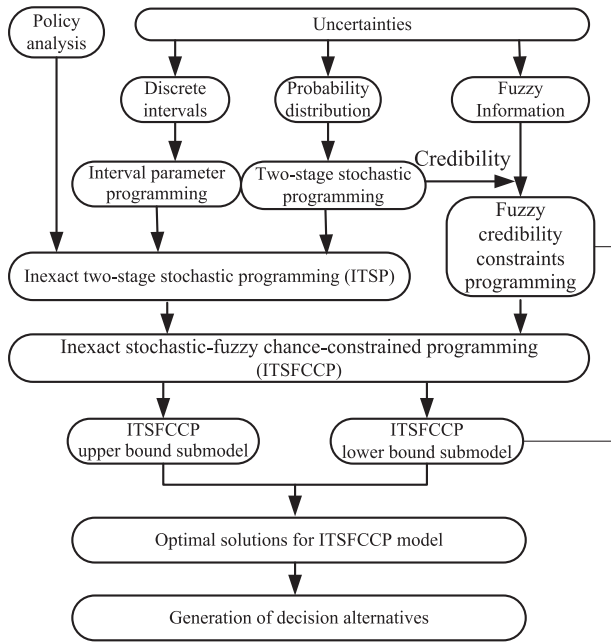 Policy
analysis
Uncertainties
Discrete
intervals
Probability
distribution
Fuzzy
Information
Credibility
Interval parameter
programming
Two-stage stochastic
programming
Fuzzy
credibility
constraints
programming
Inexact two-stage stochastic programming (ITSP)
Inexact stochastic-fuzzy chance-constrained programming
(ITSFCCP)
ITSFCCP
upper bound submodel
ITSFCCP
lower bound submodel
Optimal solutions for ITSFCCP model
Generation of decision alternatives